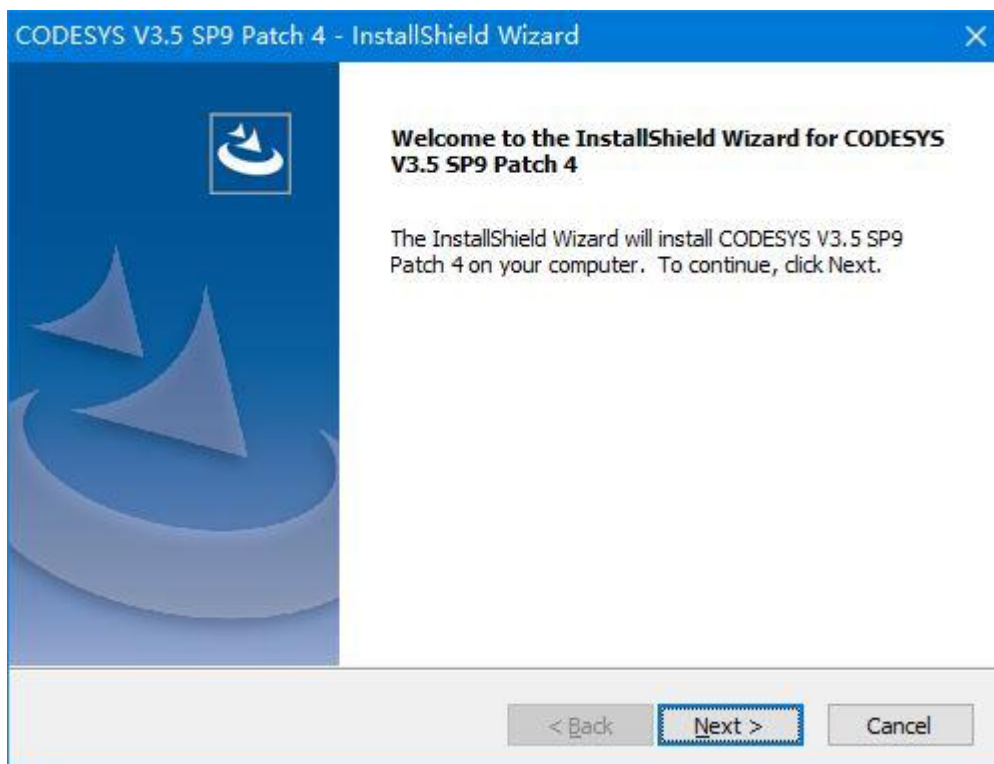 CODESYS V3.5 SP9 Patch 4 - InstallShield Wizard
Welcome to the InstallShield Wizard for CODESYS
V3.5 SP9 Patch 4
The InstallShield Wizard will install CODESYS V3.5 SP9
Patch 4 on your computer. To continue, click Next.
< Back Next > Cancel